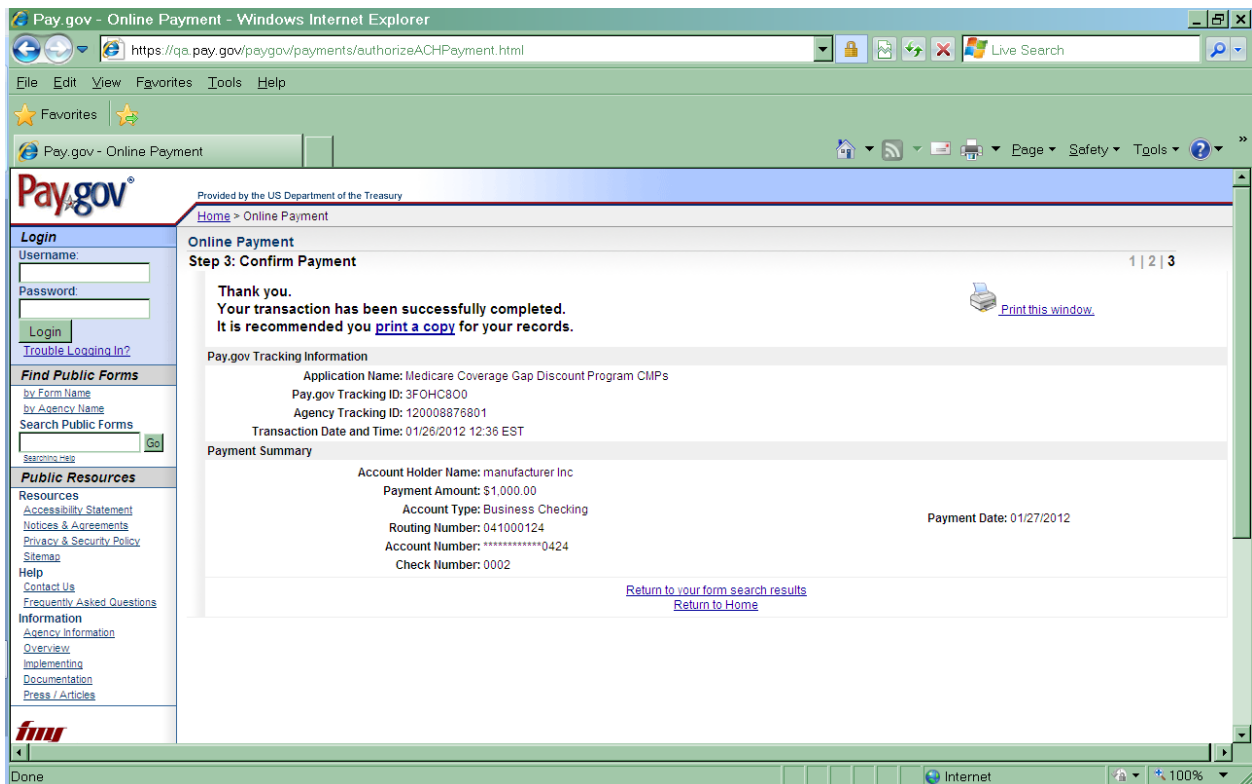 Pay.gov - Online Payment - Windows Internet Explorer
https://qa.pay.gov/paygov/payments/authorizeACHPayment.html
Live Search
File Edit View Favorites Tools Help
Favorites
Pay.gov - Online Payment
Page Safety Tools
Pay.gov®
Provided by the US Department of the Treasury
Home > Online Payment
Login
Username:
Password:
Login
Trouble Logging In?
Find Public Forms
by Form Name
by Agency Name
Search Public Forms
Go
Searching Help
Public Resources
Resources
Accessibility Statement
Notices & Agreements
Privacy & Security Policy
Sitemap
Help
Contact Us
Frequently Asked Questions
Information
Agency Information
Overview
Implementing
Documentation
Press / Articles
Online Payment
Step 3: Confirm Payment
1 | 2 | 3
Thank you.
Your transaction has been successfully completed.
It is recommended you print a copy for your records.
Print this window.
Pay.gov Tracking Information
Application Name: Medicare Coverage Gap Discount Program CMPs
Pay.gov Tracking ID: 3FOHC8O0
Agency Tracking ID: 120008876801
Transaction Date and Time: 01/26/2012 12:36 EST
Payment Summary
Account Holder Name: manufacturer Inc
Payment Amount: $1,000.00
Account Type: Business Checking
Routing Number: 041000124
Account Number: ************0424
Check Number: 0002
Payment Date: 01/27/2012
Return to your form search results
Return to Home
Done
Internet
100%